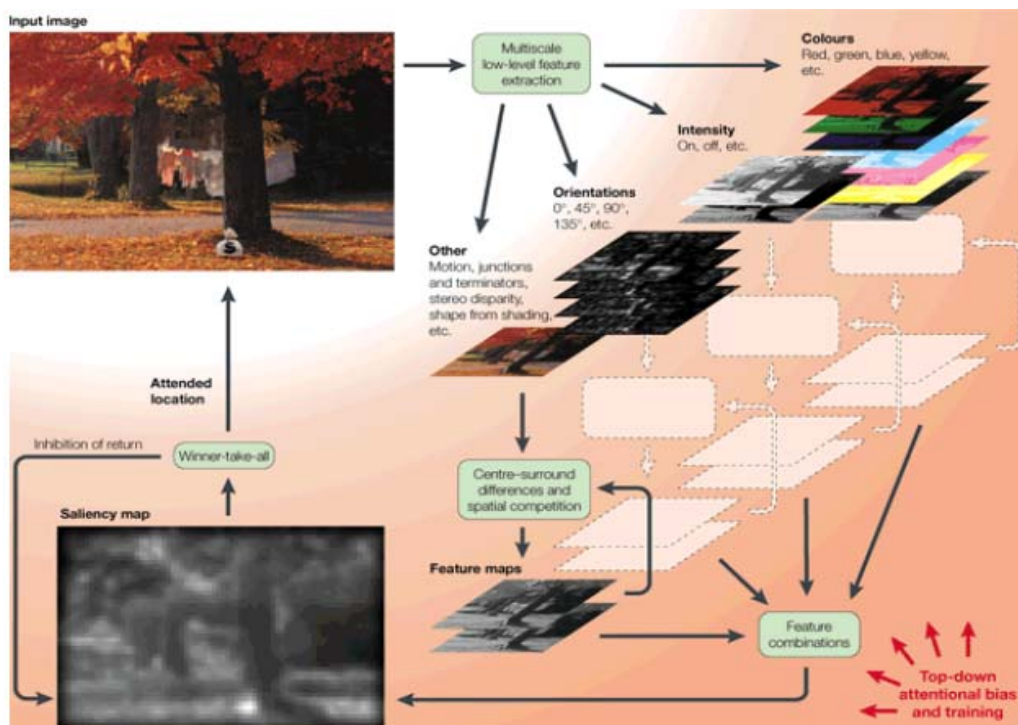 Input image
Multiscale
low-level feature
extraction
Colours
Red, green, blue, yellow,
etc.
Intensity
On, off, etc.
Orientations
0°, 45°, 90°,
135°, etc.
Other
Motion, junctions
and terminators,
stereo disparity,
shape from shading,
etc.
S
Attended
location
Inhibition of return
Winner-take-all
Centre–surround
differences and
spatial competition
Saliency map
Feature maps
Feature
combinations
Top-down
attentional bias
and training